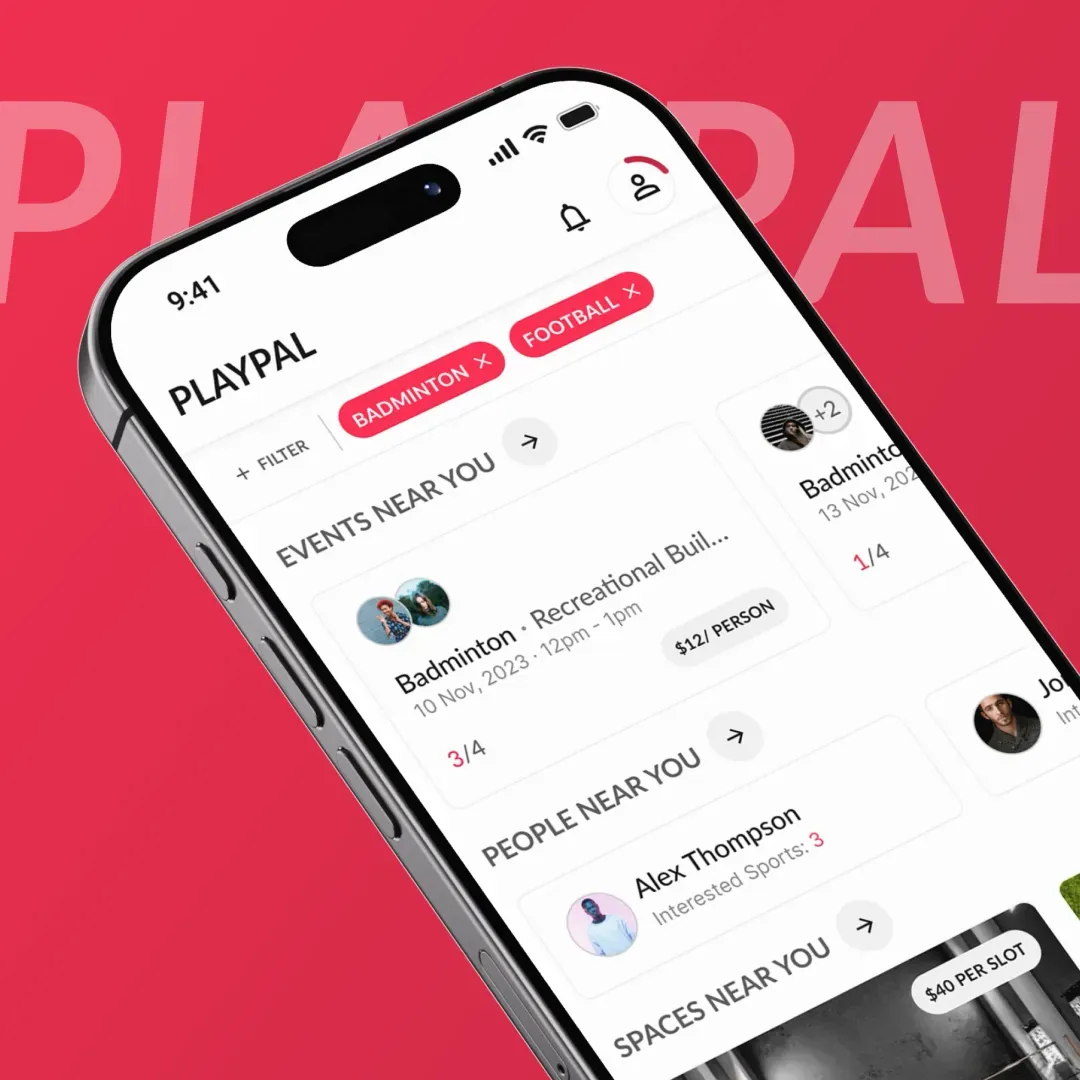 PLAYPAL
9:41
PLAYPAL
+ FILTER
BADMINTON ×
FOOTBALL ×
EVENTS NEAR YOU
Badminton · Recreational Buil...
10 Nov, 2023 · 12pm - 1pm
$12/ PERSON
3/4
+2
Badminto
13 Nov, 202
1/4
PEOPLE NEAR YOU
Alex Thompson
Interested Sports: 3
Jo
Int
SPACES NEAR YOU
$40 PER SLOT